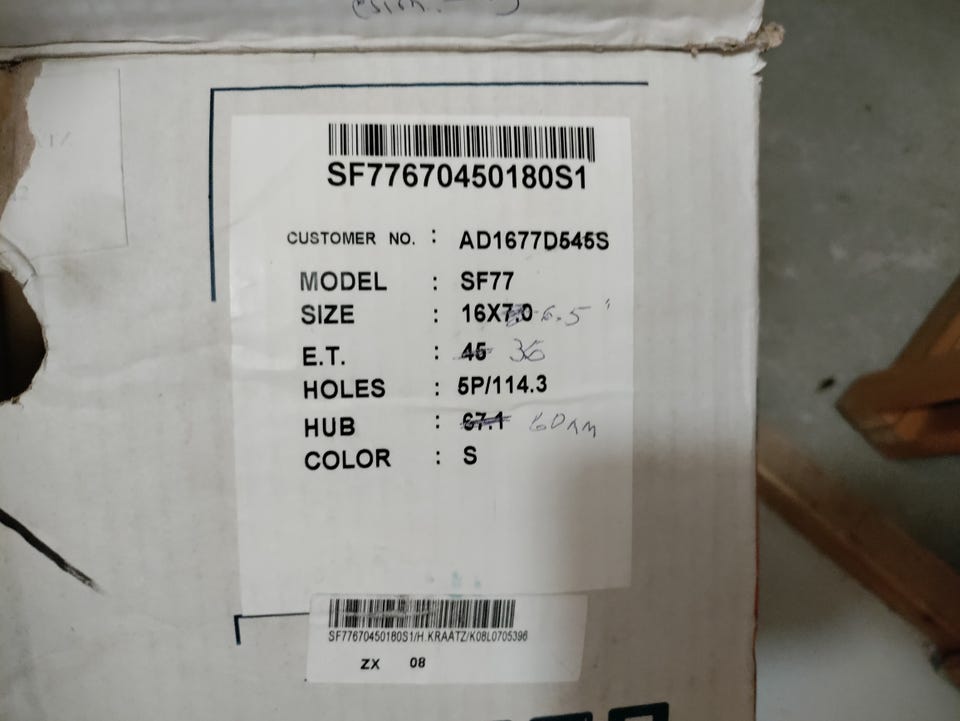 SF77670450180S1
CUSTOMER NO. : AD1677D545S
MODEL : SF77
SIZE : 16X7.0 6.5"
E.T. : 45 36
HOLES : 5P/114.3
HUB : 67.1 60mm
COLOR : S
SF77670450180S1/H.KRAATZ/K08L0705396
ZX 08